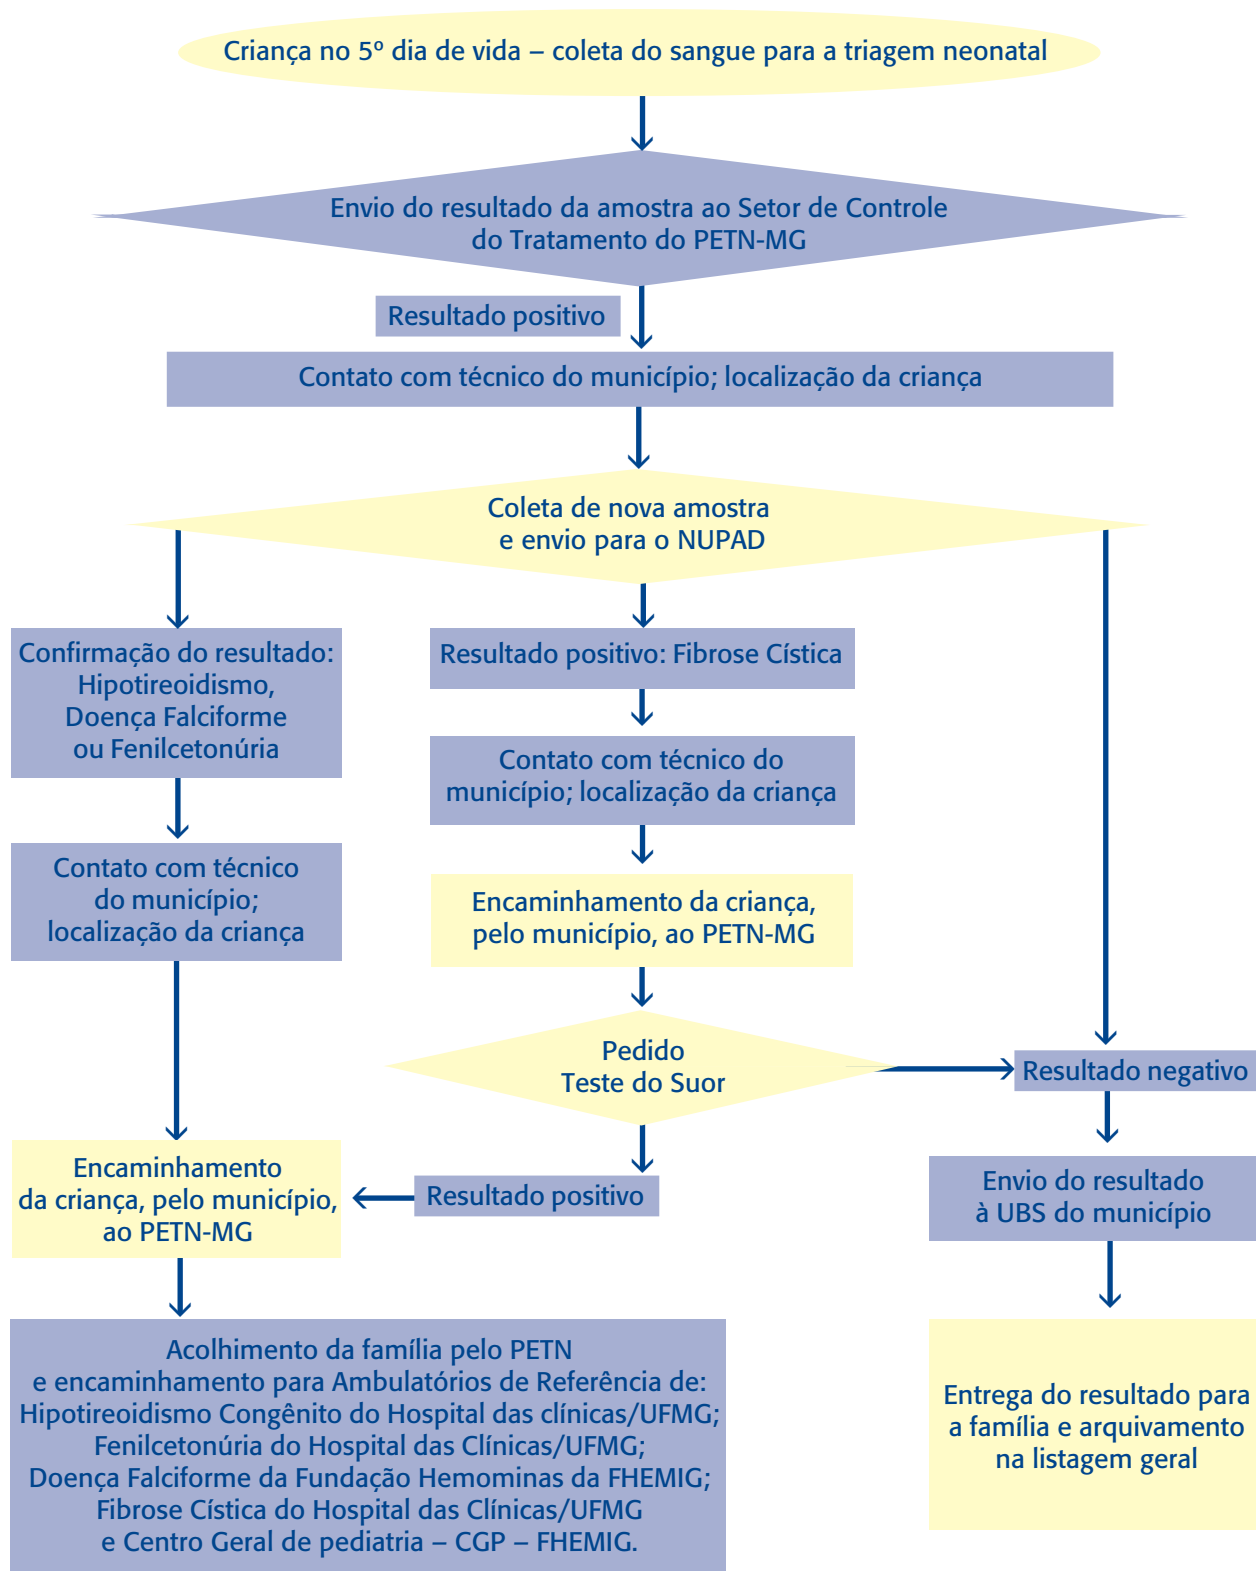 Criança no 5º dia de vida – coleta do sangue para a triagem neonatal
Envio do resultado da amostra ao Setor de Controle
do Tratamento do PETN-MG
Resultado positivo
Contato com técnico do município; localização da criança
Coleta de nova amostra
e envio para o NUPAD
Confirmação do resultado:
Hipotireoidismo,
Doença Falciforme
ou Fenilcetonúria
Contato com técnico
do município;
localização da criança
Resultado positivo: Fibrose Cística
Contato com técnico do
município; localização da criança
Encaminhamento da criança,
pelo município, ao PETN-MG
Pedido
Teste do Suor
Resultado positivo
Encaminhamento
da criança, pelo município,
ao PETN-MG
Acolhimento da família pelo PETN
e encaminhamento para Ambulatórios de Referência de:
Hipotireoidismo Congênito do Hospital das clínicas/UFMG;
Fenilcetonúria do Hospital das Clínicas/UFMG;
Doença Falciforme da Fundação Hemominas da FHEMIG;
Fibrose Cística do Hospital das Clínicas/UFMG
e Centro Geral de pediatria – CGP – FHEMIG.
Resultado negativo
Envio do resultado
à UBS do município
Entrega do resultado para
a família e arquivamento
na listagem geral